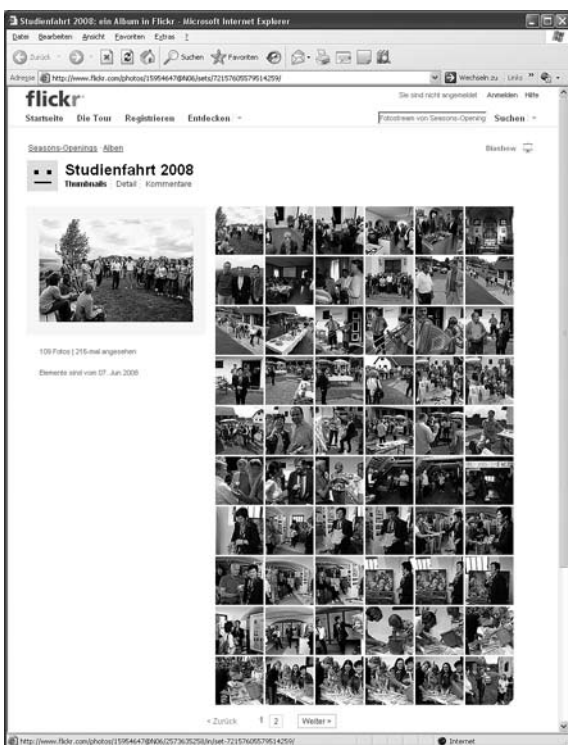 Studienfahrt 2008: ein Album in Flickr - Microsoft Internet Explorer
Datei Bearbeiten Ansicht Favoriten Extras ?
Zurück Suchen Favoriten
Adresse http://www.flickr.com/photos/15954647@N06/sets/72157605579514259/ Wechseln zu Links »
flickr
Sie sind nicht angemeldet Anmelden Hilfe
Startseite Die Tour Registrieren Entdecken
Fotostream von Seasons-Opening Suchen
Seasons-Openings Alben
Studienfahrt 2008
Thumbnails Detail Kommentare
109 Fotos | 216-mal angesehen
Elemente sind vom 07. Jun 2008
« Zurück 1 2 Weiter »
http://www.flickr.com/photos/15954647@N06/2573635258/in/set-72157605579514259/ Internet